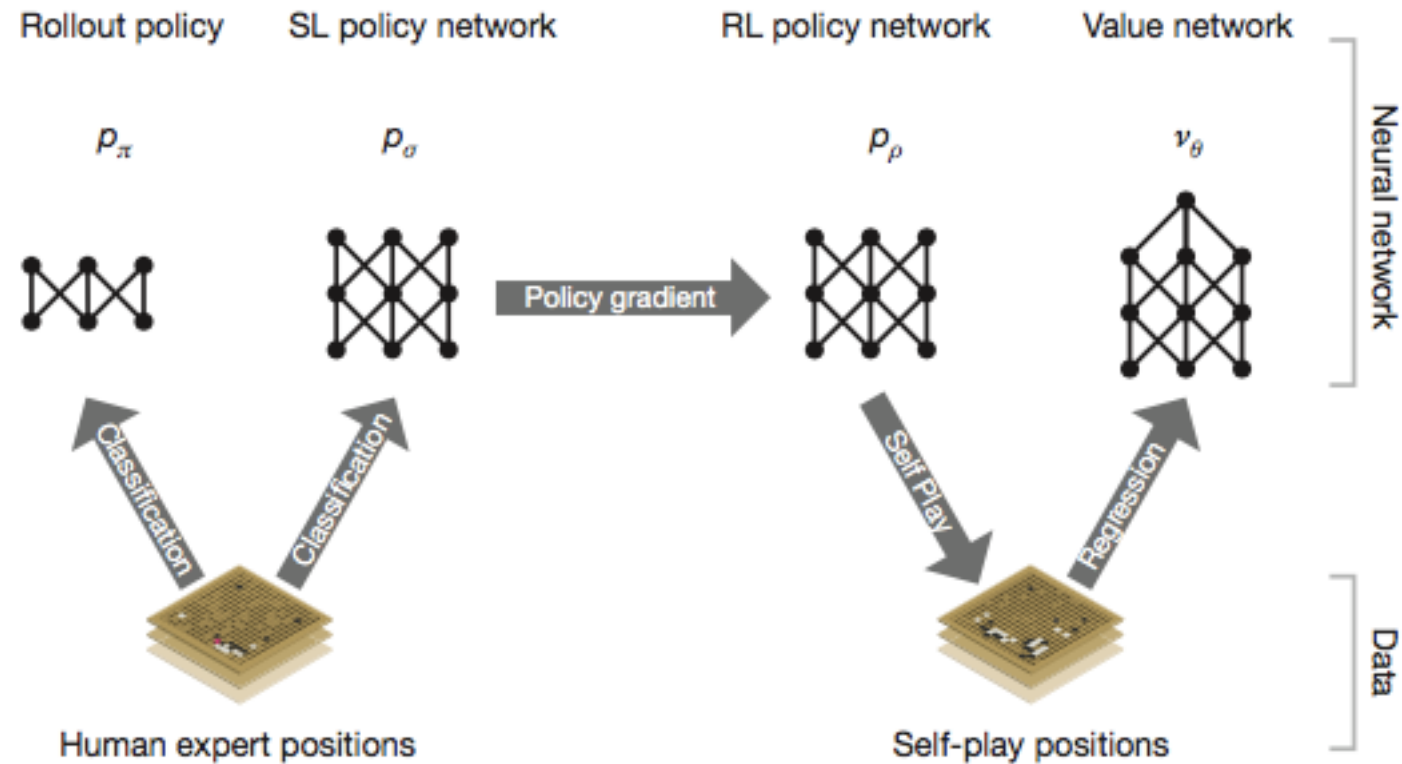 Rollout policy
SL policy network
RL policy network
Value network
pπ
pσ
pρ
νθ
Neural network
Policy gradient
Classification
Classification
Self Play
Regression
Data
Human expert positions
Self-play positions